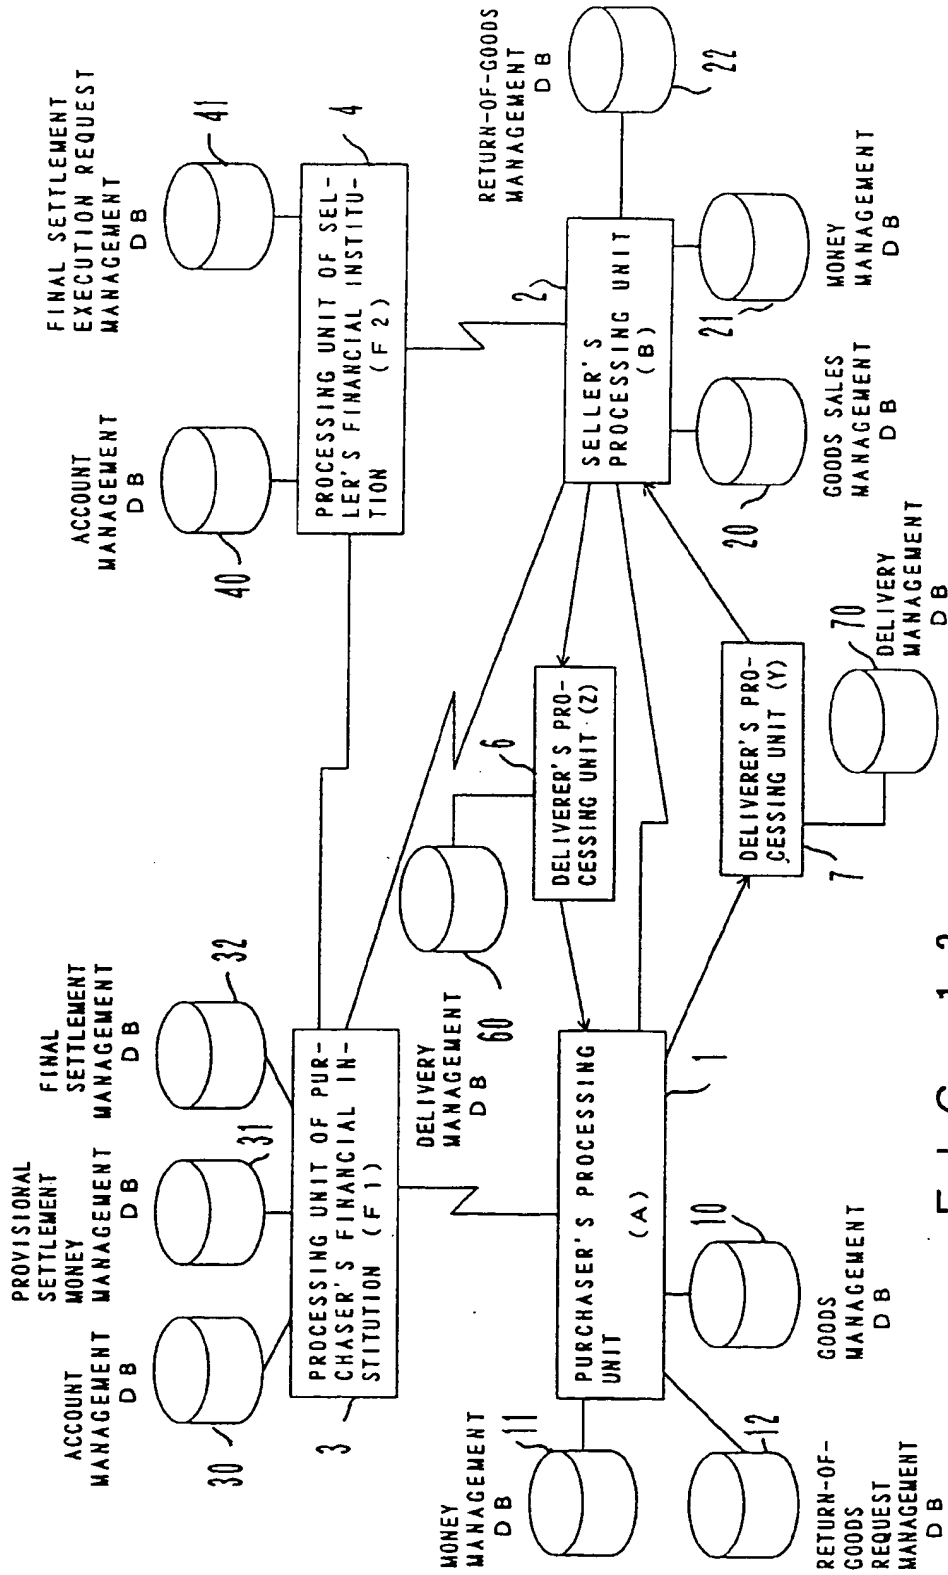 PROVISIONAL
SETTLEMENT
MONEY
MANAGEMENT
DB
31
ACCOUNT
MANAGEMENT
DB
30
FINAL
SETTLEMENT
MANAGEMENT
DB
32
ACCOUNT
MANAGEMENT
DB
40
FINAL SETTLEMENT
EXECUTION REQUEST
MANAGEMENT
DB
41
3
PROCESSING UNIT OF PUR-
CHASER'S FINANCIAL IN-
STITUTION (F1)
4
PROCESSING UNIT OF SEL-
LER'S FINANCIAL INSTITU-
TION (F2)
DELIVERY
MANAGEMENT
DB
60
6
DELIVERER'S PRO-
CESSING UNIT (Z)
RETURN-OF-GOODS
MANAGEMENT
DB
22
MONEY
MANAGEMENT
DB
11
PURCHASER'S PROCESSING
UNIT (A)
1
2
SELLER'S
PROCESSING UNIT
(B)
DELIVERER'S PRO-
CESSING UNIT (Y)
7
RETURN-OF-
GOODS
REQUEST
MANAGEMENT
DB
12
GOODS
MANAGEMENT
DB
10
70
DELIVERY
MANAGEMENT
DB
GOODS SALES
MANAGEMENT
DB
20
MONEY
MANAGEMENT
DB
21